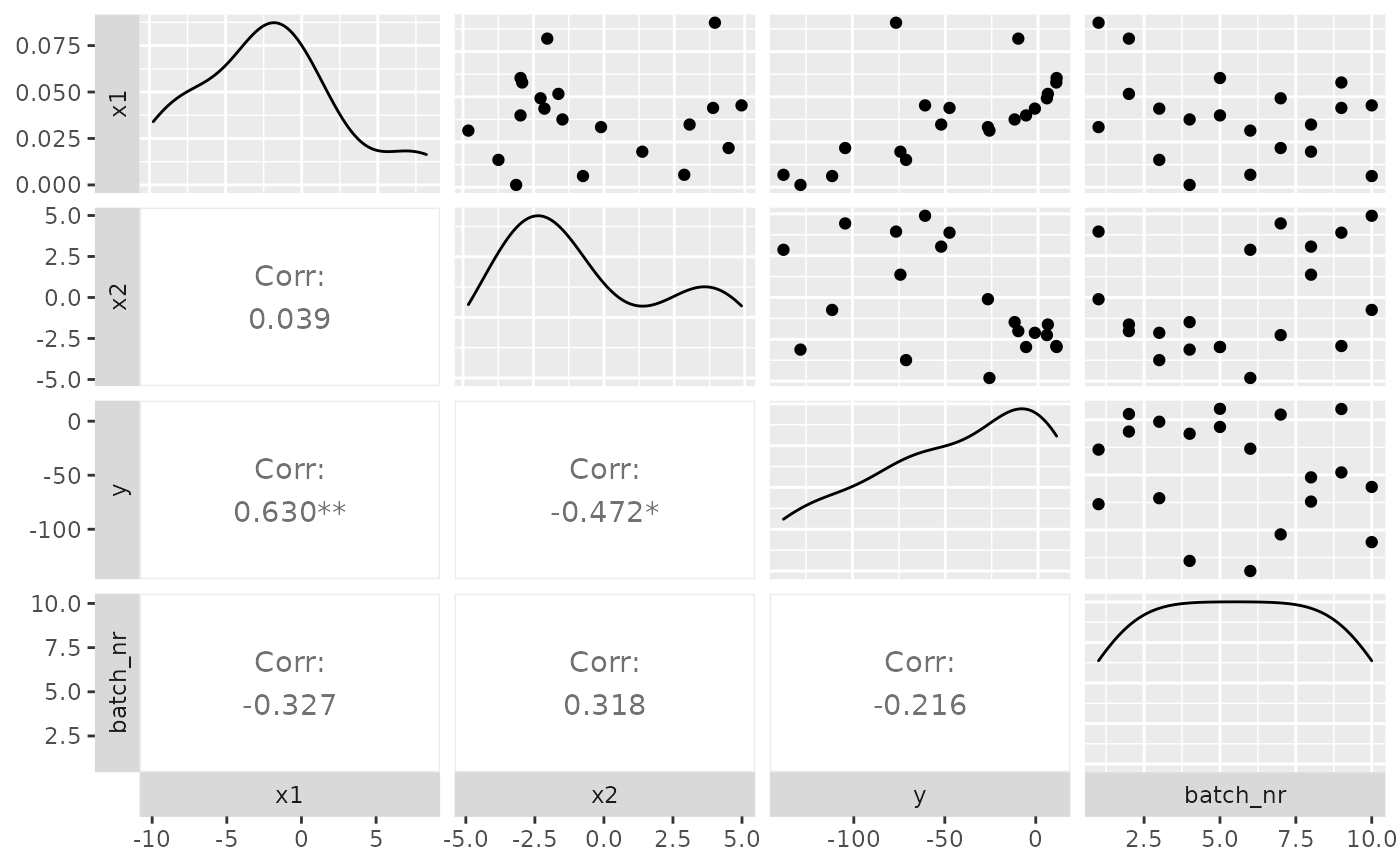 0.075
0.050
0.025
0.000
x1
5.0
2.5
0.0
-2.5
-5.0
x2
Corr:
0.039
0
-50
-100
y
Corr:
0.630**
Corr:
-0.472*
10.0
7.5
5.0
2.5
batch_nr
Corr:
-0.327
Corr:
0.318
Corr:
-0.216
x1 x2 y batch_nr
-10 -5 0 5 -5.0 -2.5 0.0 2.5 5.0 -100 -50 0 2.5 5.0 7.5 10.0